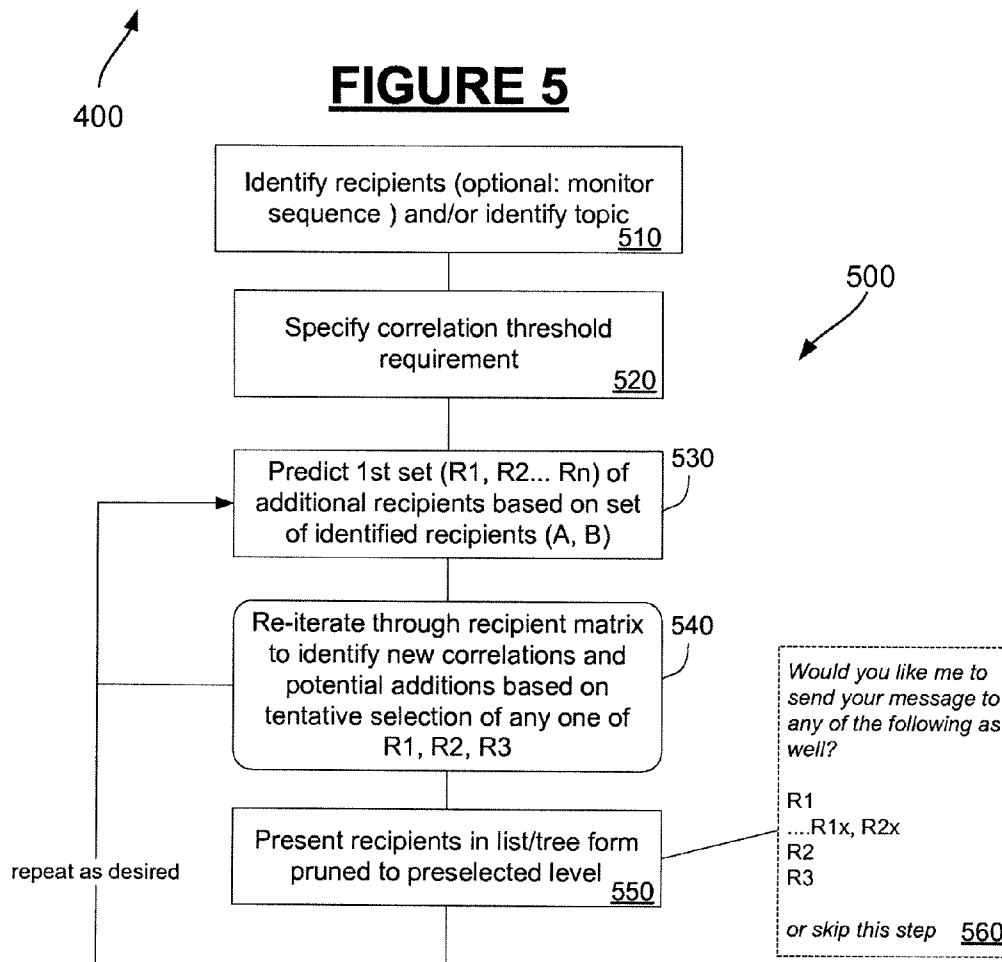 400
FIGURE 5
Identify recipients (optional: monitor
sequence ) and/or identify topic
510
500
Specify correlation threshold
requirement
520
Predict 1st set (R1, R2... Rn) of
additional recipients based on set
of identified recipients (A, B)
530
Re-iterate through recipient matrix
to identify new correlations and
potential additions based on
tentative selection of any one of
R1, R2, R3
540
Present recipients in list/tree form
pruned to preselected level
550
repeat as desired
Would you like me to
send your message to
any of the following as
well?
R1
....R1x, R2x
R2
R3
or skip this step 560